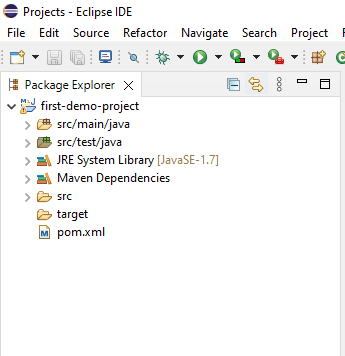 Projects - Eclipse IDE
File Edit Source Refactor Navigate Search Project
Package Explorer
first-demo-project
src/main/java
src/test/java
JRE System Library [JavaSE-1.7]
Maven Dependencies
src
target
pom.xml